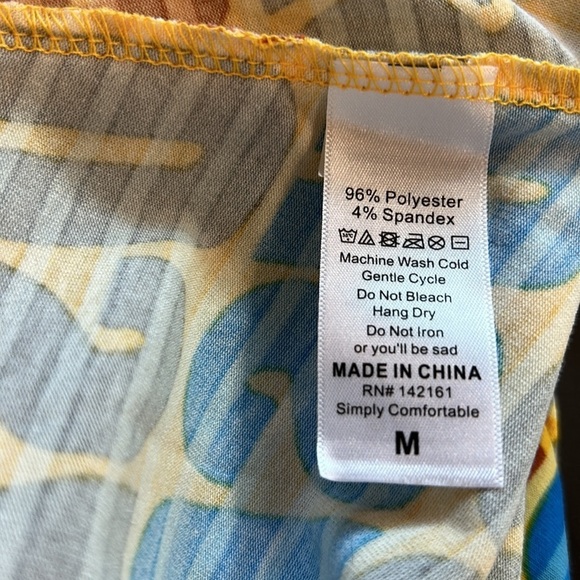 96% Polyester
4% Spandex
Machine Wash Cold
Gentle Cycle
Do Not Bleach
Hang Dry
Do Not Iron
or you'll be sad
MADE IN CHINA
RN# 142161
Simply Comfortable
M